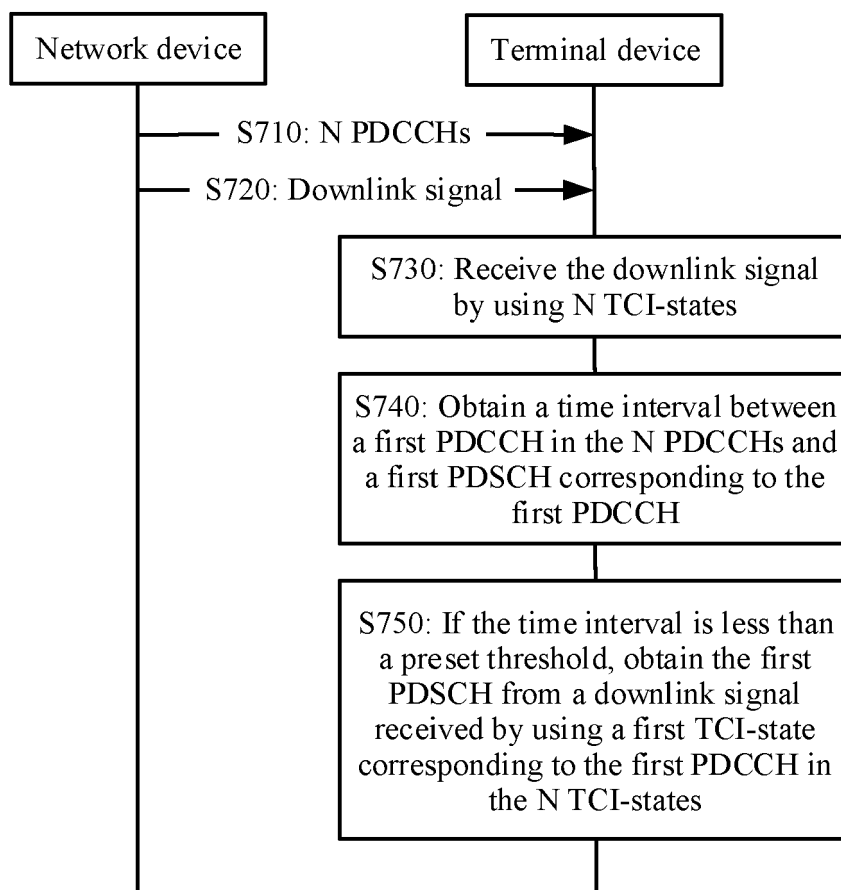 Network device
Terminal device
S710: N PDCCHs
S720: Downlink signal
S730: Receive the downlink signal
by using N TCI-states
S740: Obtain a time interval between
a first PDCCH in the N PDCCHs and
a first PDSCH corresponding to the
first PDCCH
S750: If the time interval is less than
a preset threshold, obtain the first
PDSCH from a downlink signal
received by using a first TCI-state
corresponding to the first PDCCH in
the N TCI-states